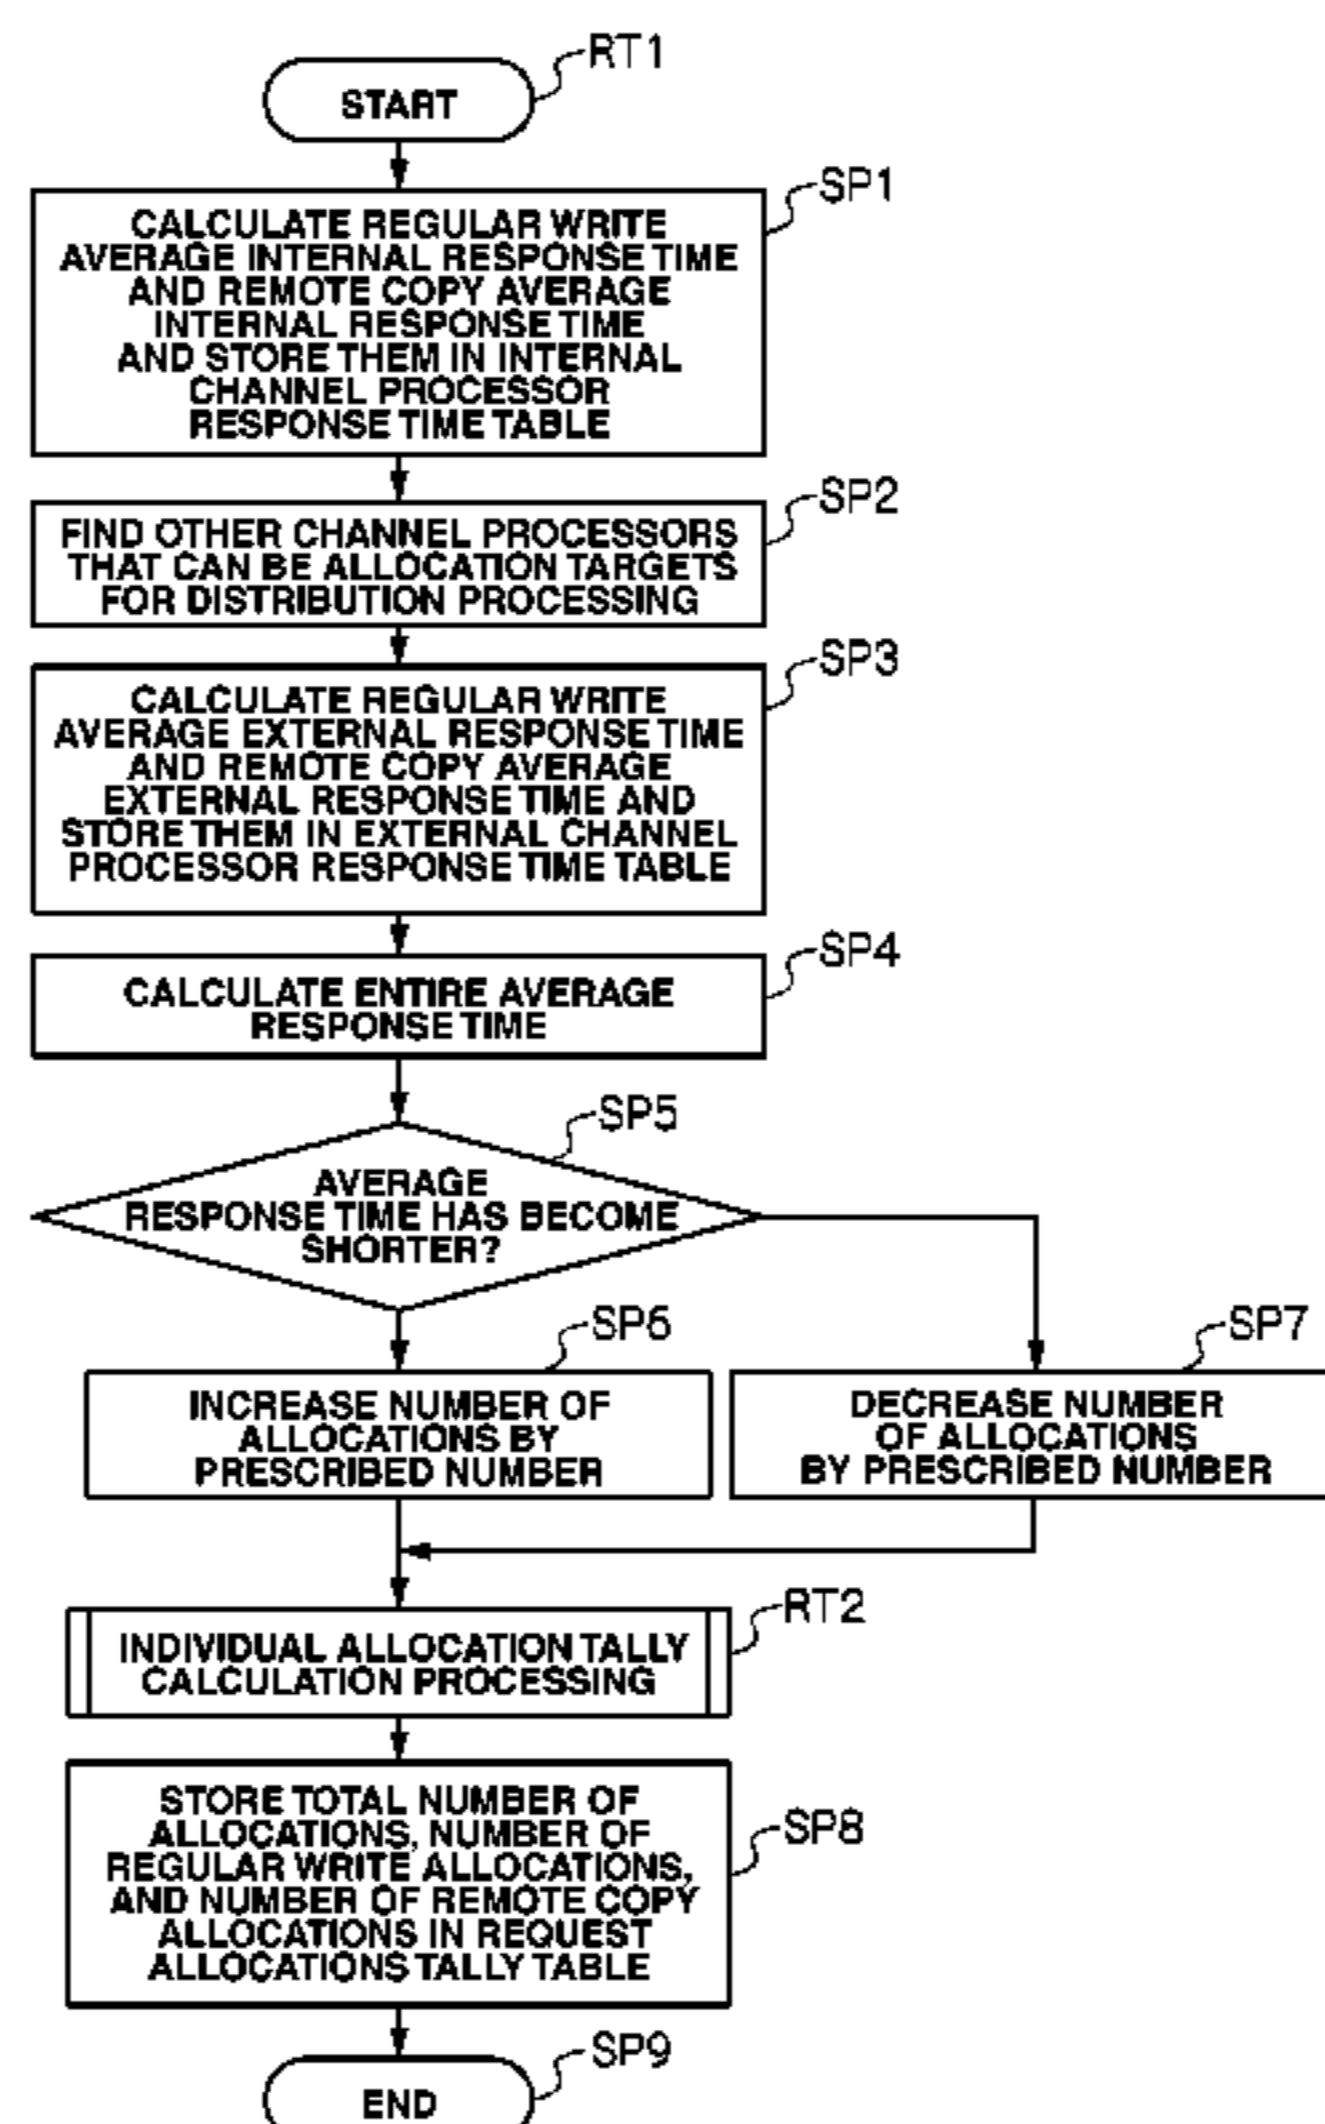 RT1
START
SP1
CALCULATE REGULAR WRITE
AVERAGE INTERNAL RESPONSE TIME
AND REMOTE COPY AVERAGE
INTERNAL RESPONSE TIME
AND STORE THEM IN INTERNAL
CHANNEL PROCESSOR
RESPONSE TIME TABLE
SP2
FIND OTHER CHANNEL PROCESSORS
THAT CAN BE ALLOCATION TARGETS
FOR DISTRIBUTION PROCESSING
SP3
CALCULATE REGULAR WRITE
AVERAGE EXTERNAL RESPONSE TIME
AND REMOTE COPY AVERAGE
EXTERNAL RESPONSE TIME AND
STORE THEM IN EXTERNAL CHANNEL
PROCESSOR RESPONSE TIME TABLE
SP4
CALCULATE ENTIRE AVERAGE
RESPONSE TIME
SP5
AVERAGE
RESPONSE TIME HAS BECOME
SHORTER?
SP6
INCREASE NUMBER OF
ALLOCATIONS BY
PRESCRIBED NUMBER
SP7
DECREASE NUMBER
OF ALLOCATIONS
BY PRESCRIBED NUMBER
RT2
INDIVIDUAL ALLOCATION TALLY
CALCULATION PROCESSING
SP8
STORE TOTAL NUMBER OF
ALLOCATIONS, NUMBER OF
REGULAR WRITE ALLOCATIONS,
AND NUMBER OF REMOTE COPY
ALLOCATIONS IN REQUEST
ALLOCATIONS TALLY TABLE
SP9
END